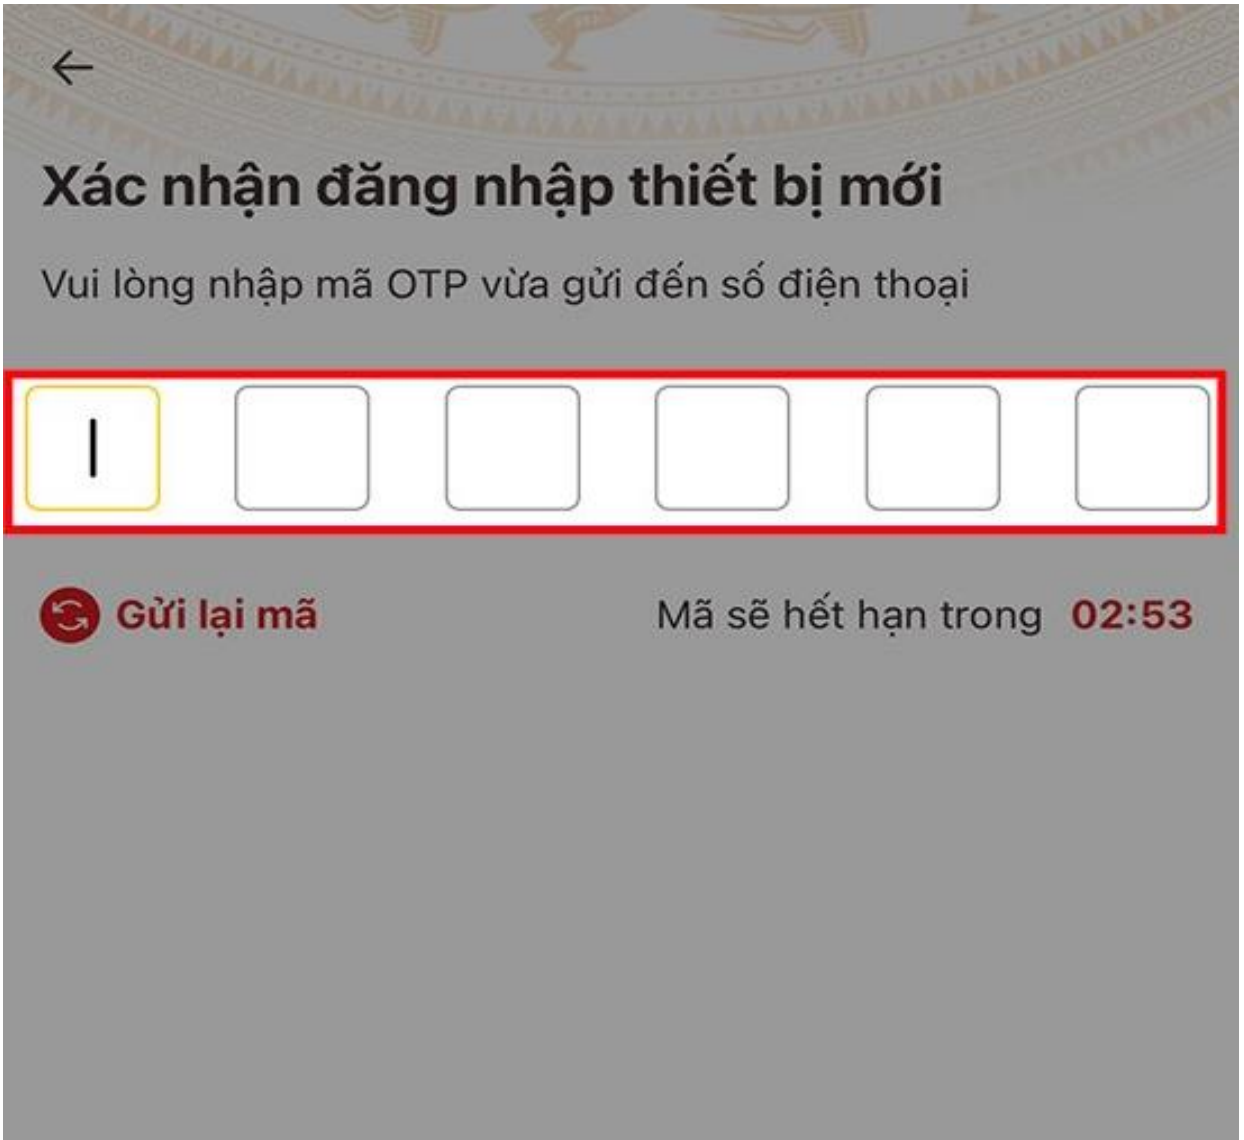 Xác nhận đăng nhập thiết bị mới
Vui lòng nhập mã OTP vừa gửi đến số điện thoại
Gửi lại mã
Mã sẽ hết hạn trong 02:53